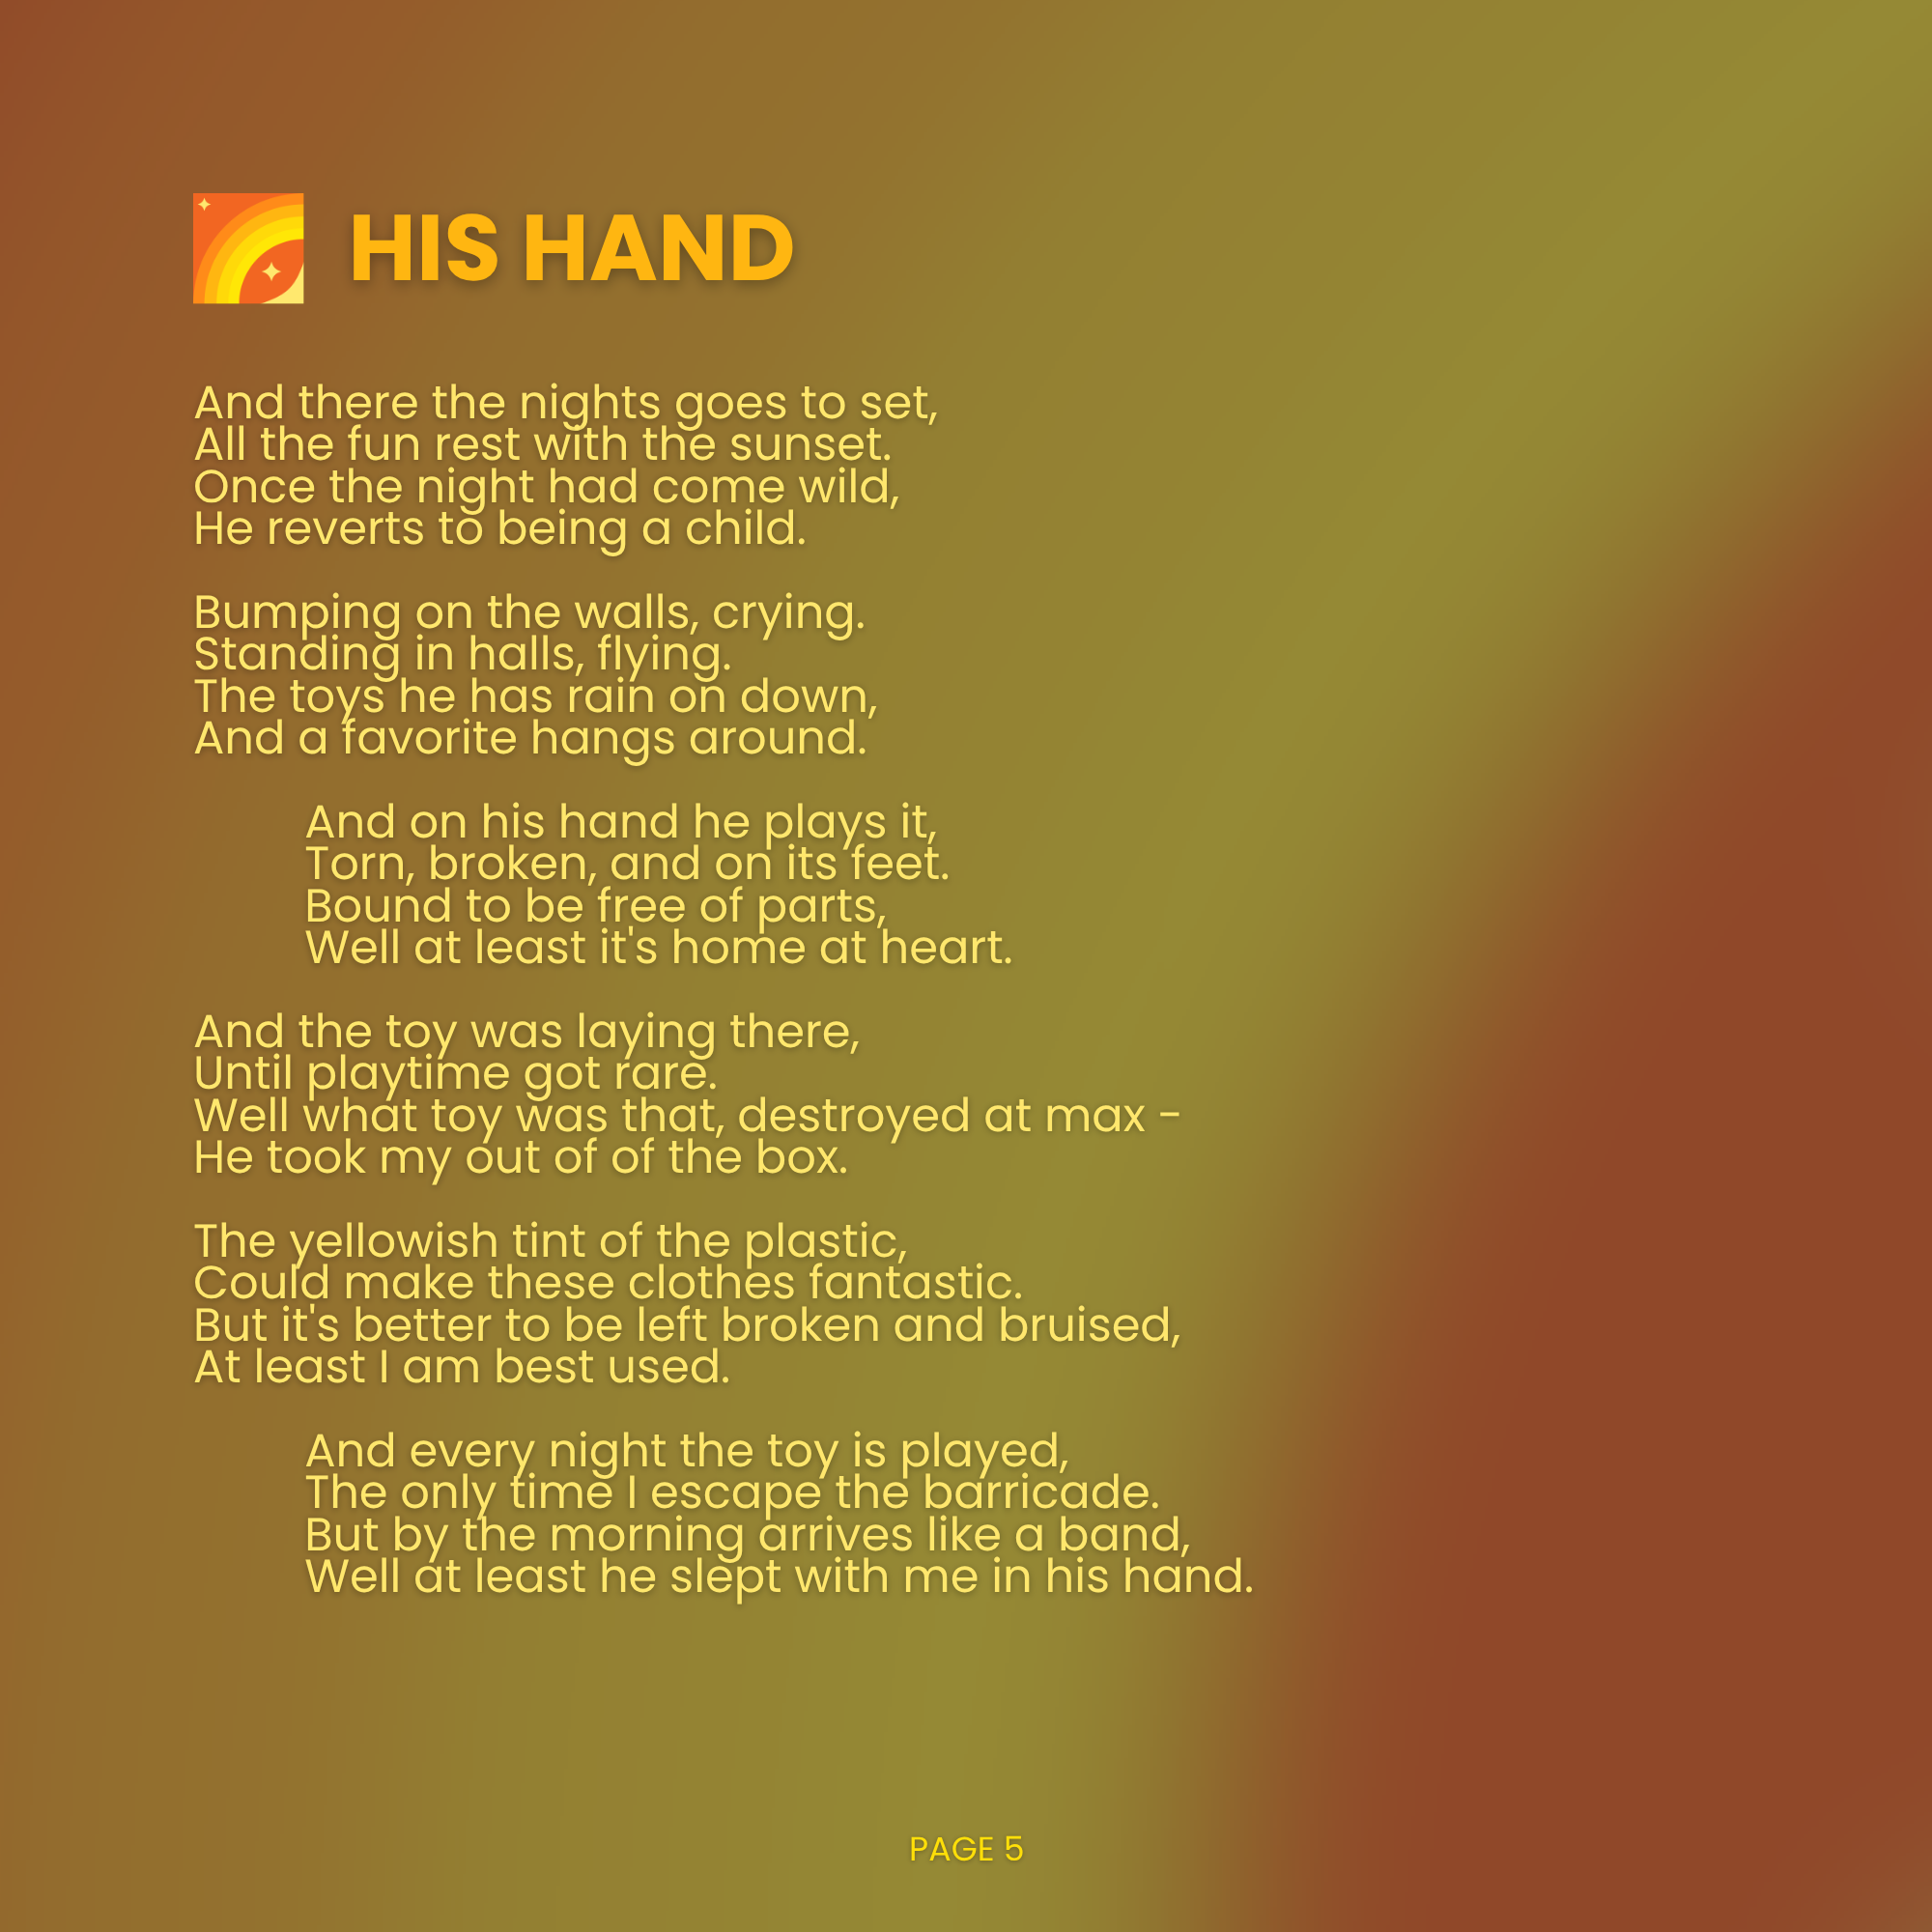 HIS HAND
And there the nights goes to set,
All the fun rest with the sunset.
Once the night had come wild,
He reverts to being a child.
Bumping on the walls, crying.
Standing in halls, flying.
The toys he has rain on down,
And a favorite hangs around.
And on his hand he plays it,
Torn, broken, and on its feet.
Bound to be free of parts,
Well at least it's home at heart.
And the toy was laying there,
Until playtime got rare.
Well what toy was that, destroyed at max -
He took my out of of the box.
The yellowish tint of the plastic,
Could make these clothes fantastic.
But it's better to be left broken and bruised,
At least I am best used.
And every night the toy is played,
The only time I escape the barricade.
But by the morning arrives like a band,
Well at least he slept with me in his hand.
PAGE 5